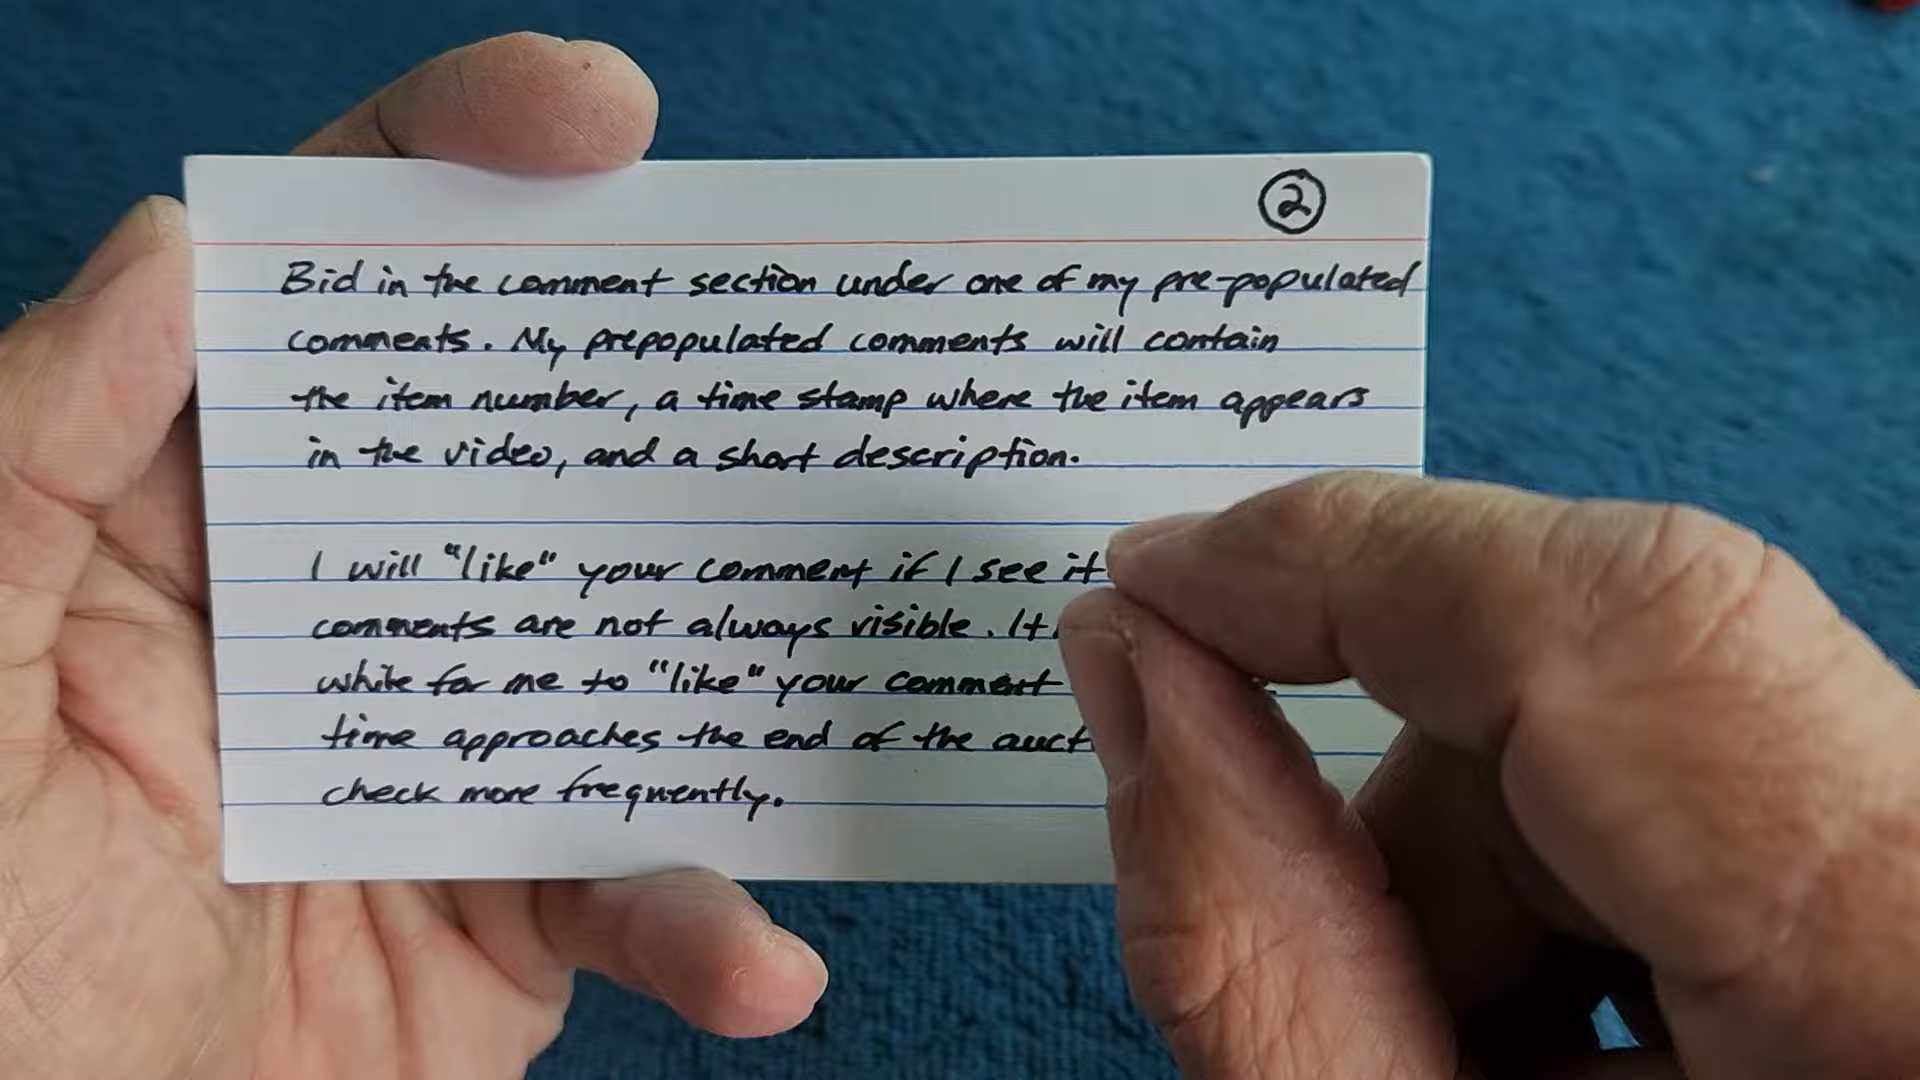 2
Bid in the comment section under one of my pre-populated
comments. My prepopulated comments will contain
the item number, a time stamp where the item appears
in the video, and a short description.
I will "like" your comment if I see it
comments are not always visible. It
while for me to "like" your comment
time approaches the end of the
check more frequently.